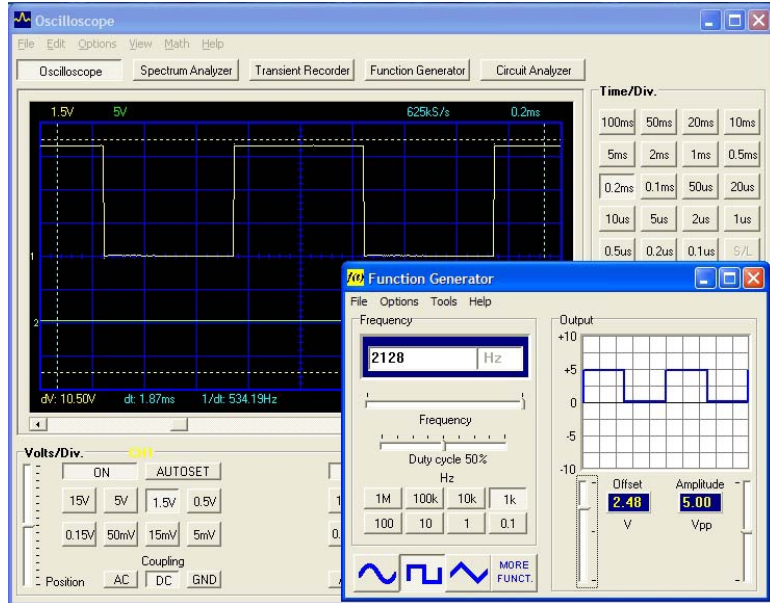 Oscilloscope
File Edit Options View Math Help
Oscilloscope Spectrum Analyzer Transient Recorder Function Generator Circuit Analyzer
1.5V 5V 625kS/s 0.2ms
1
2
dV: 10.50V dt: 1.87ms 1/dt: 534.19Hz
Time/Div.
100ms 50ms 20ms 10ms
5ms 2ms 1ms 0.5ms
0.2ms 0.1ms 50us 20us
10us 5us 2us 1us
0.5us 0.2us 0.1us S/L
Volts/Div.
ON AUTOSET
15V 5V 1.5V 0.5V
0.15V 50mV 15mV 5mV
Coupling
Position AC DC GND
f(t) Function Generator
File Options Tools Help
Frequency
2128 Hz
Frequency
Duty cycle 50%
Hz
1M 100k 10k 1k
100 10 1 0.1
MORE
FUNCT.
Output
+10
+5
0
-5
-10
Offset Amplitude
2.48 5.00
V Vpp